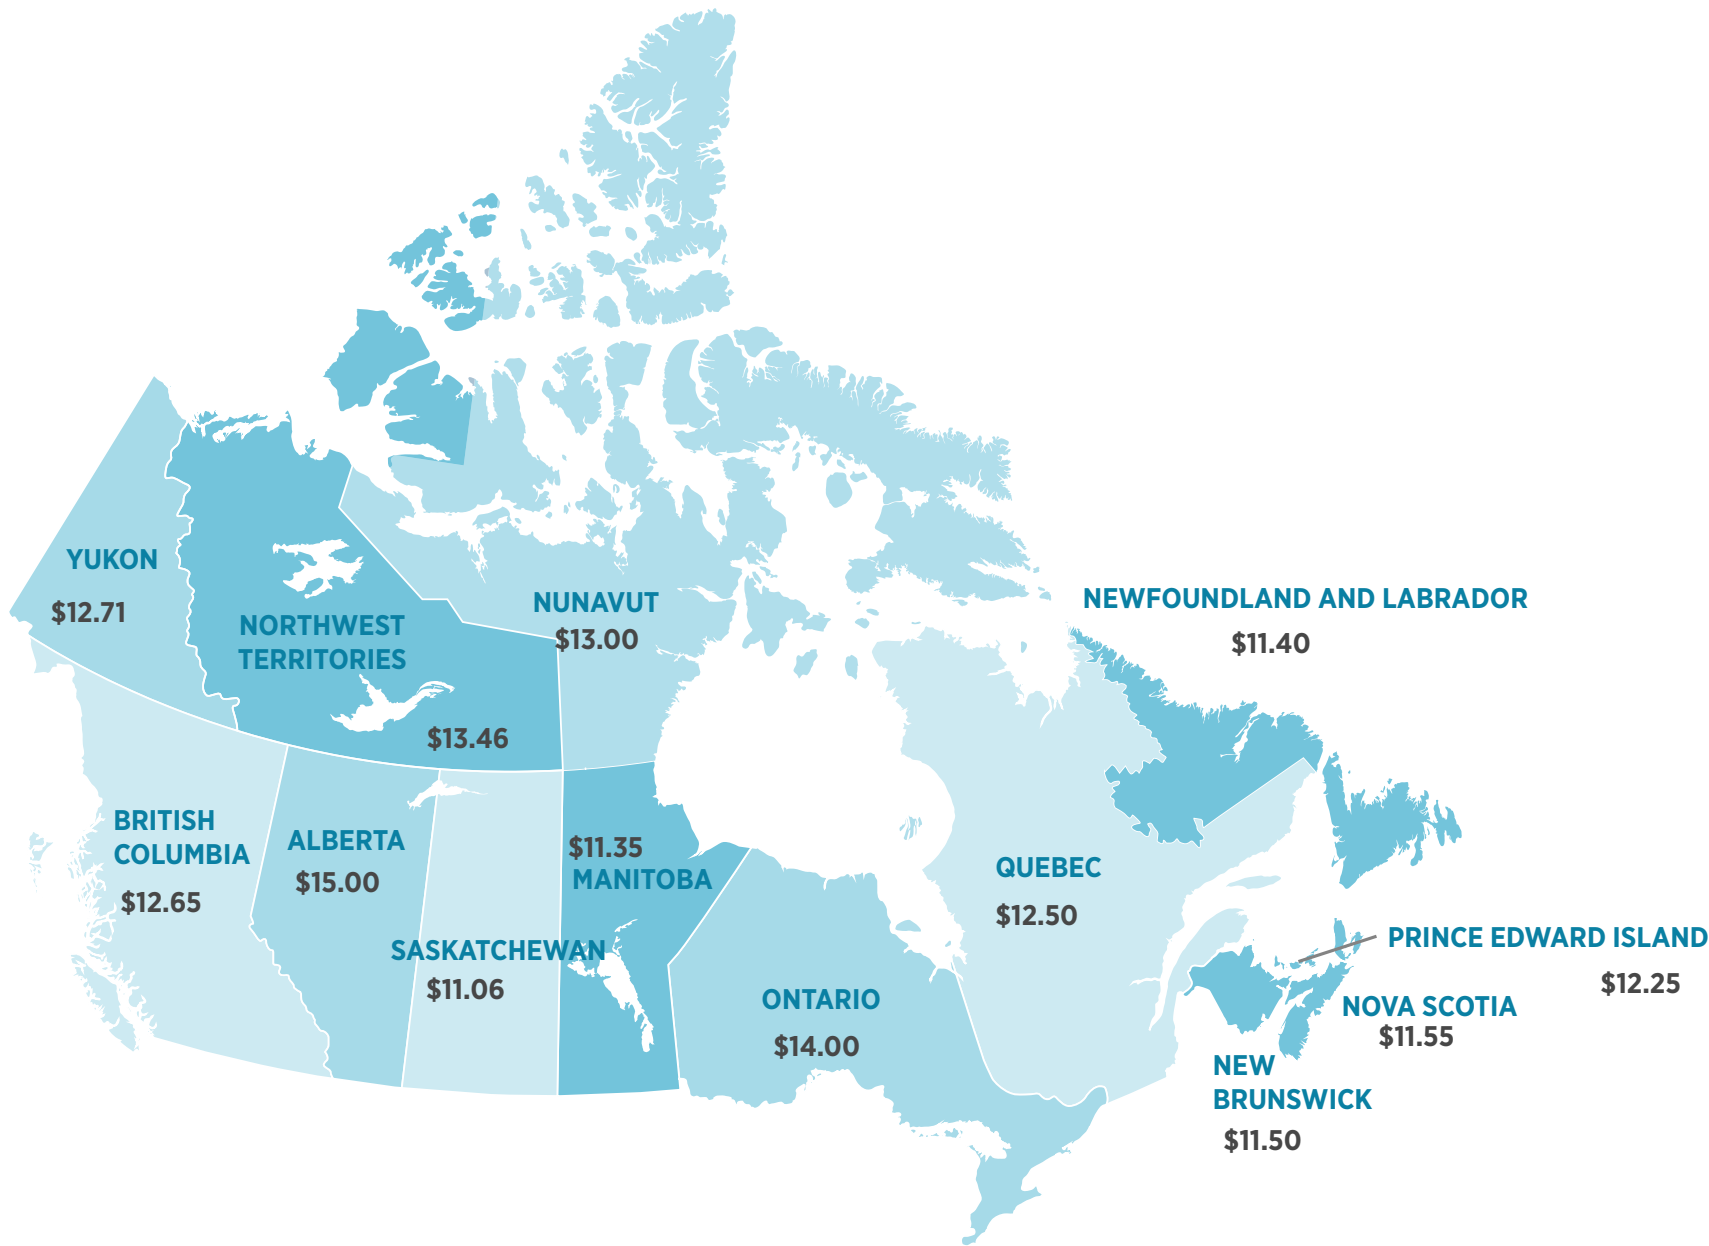 YUKON
$12.71
NORTHWEST
TERRITORIES
$13.46
NUNAVUT
$13.00
NEWFOUNDLAND AND LABRADOR
$11.40
BRITISH
COLUMBIA
$12.65
ALBERTA
$15.00
SASKATCHEWAN
$11.06
$11.35
MANITOBA
ONTARIO
$14.00
QUEBEC
$12.50
PRINCE EDWARD ISLAND
$12.25
NOVA SCOTIA
$11.55
NEW
BRUNSWICK
$11.50